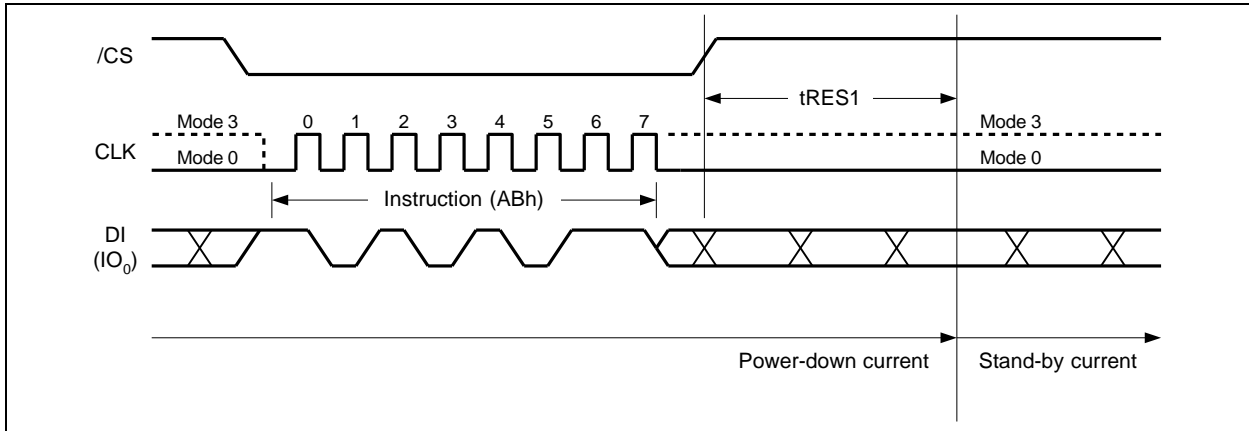 /CS
tRES1
Mode 3 0 1 2 3 4 5 6 7 Mode 3
CLK
Mode 0 Mode 0
Instruction (ABh)
DI
(IO₀)
Power-down current Stand-by current